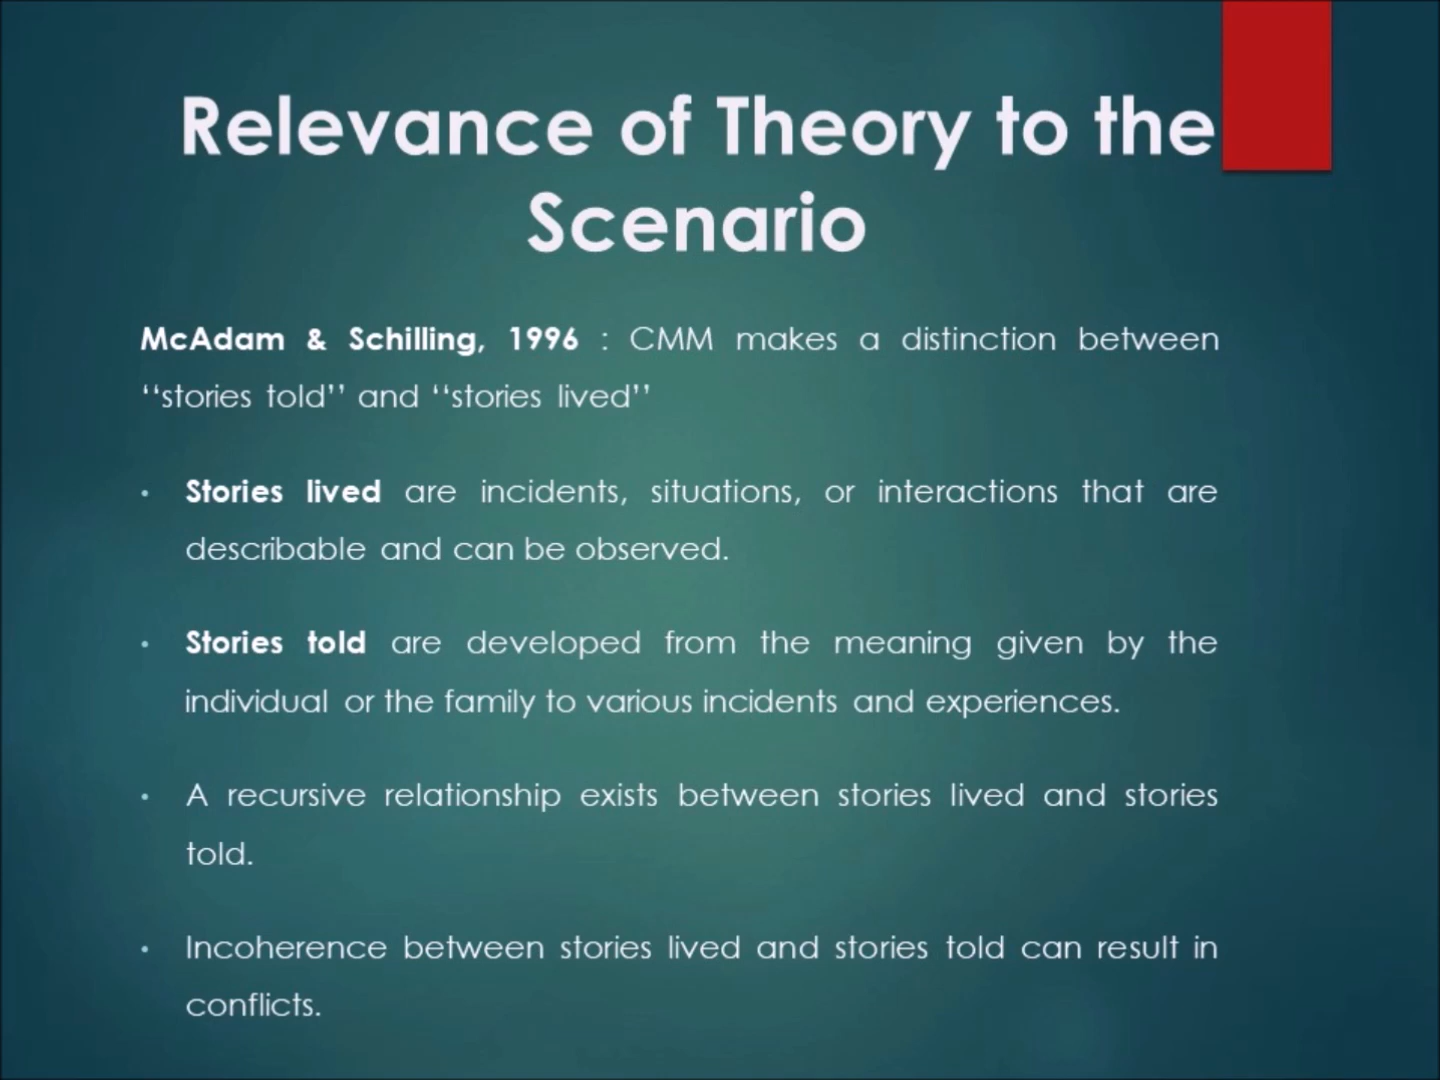 Relevance of Theory to the
Scenario
McAdam & Schilling, 1996 : CMM makes a distinction between
‘‘stories told’’ and ‘‘stories lived’’
• Stories lived are incidents, situations, or interactions that are
describable and can be observed.
• Stories told are developed from the meaning given by the
individual or the family to various incidents and experiences.
• A recursive relationship exists between stories lived and stories
told.
• Incoherence between stories lived and stories told can result in
conflicts.